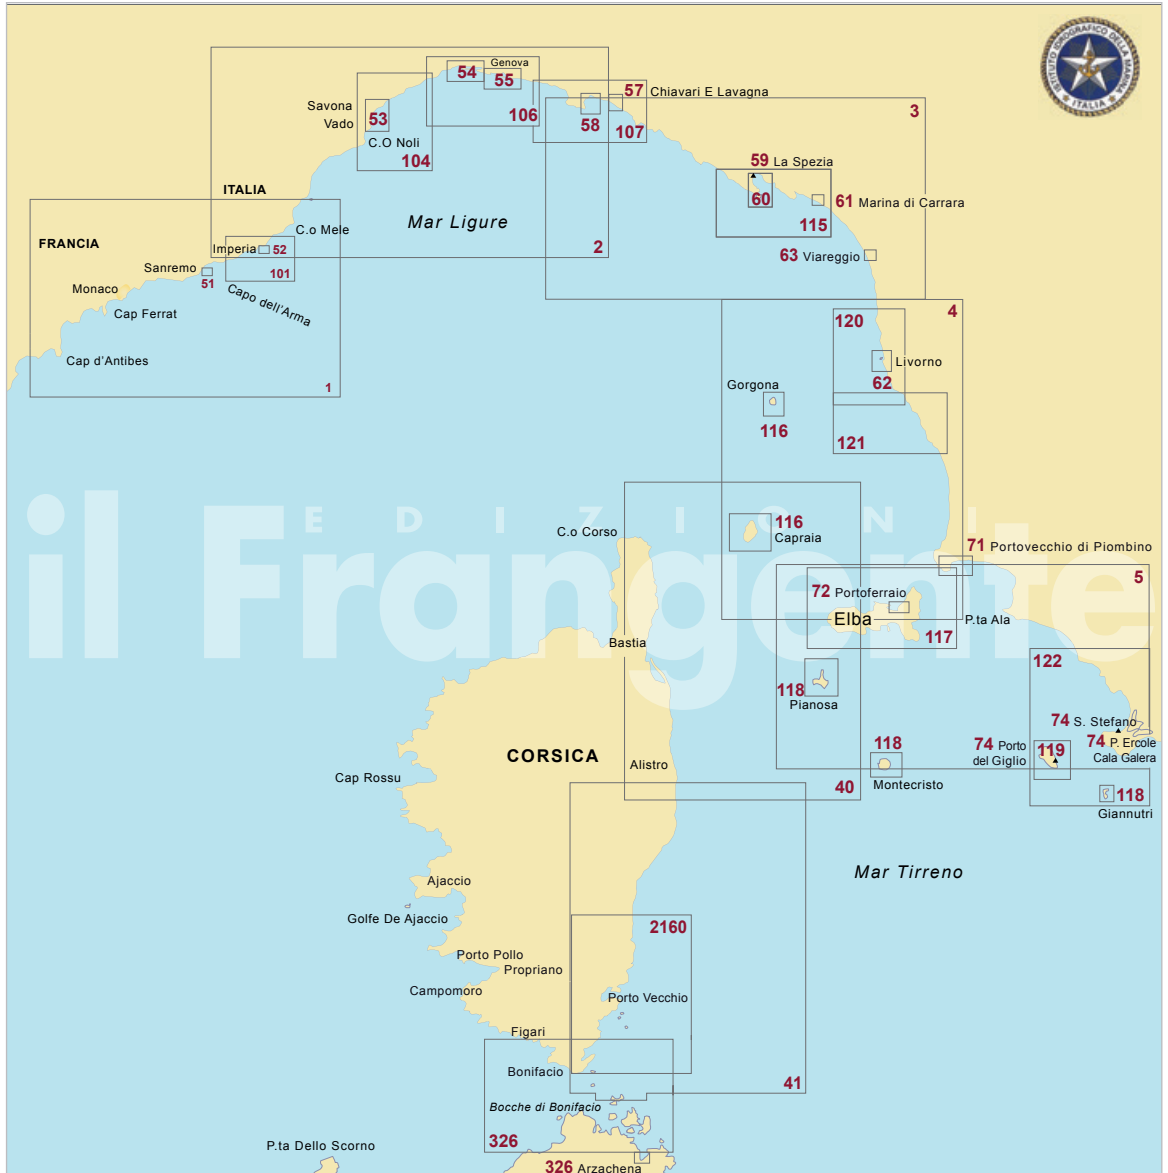 ISTITUTO IDROGRAFICO DELLA MARINA
ITALIA
54
Genova
55
106
57 Chiavari E Lavagna
58
107
3
Savona
Vado
53
C.O Noli
104
59 La Spezia
60
115
61 Marina di Carrara
63 Viareggio
ITALIA
C.o Mele
Mar Ligure
2
FRANCIA
Imperia
52
Sanremo
51
101
Capo dell'Arma
Monaco
Cap Ferrat
Cap d'Antibes
1
4
120
Livorno
62
Gorgona
116
121
EDIZIONI
il Frangente
C.o Corso
116
Capraia
71 Portovecchio di Piombino
5
72 Portoferraio
Elba
117
P.ta Ala
Bastia
122
118
Pianosa
74 S. Stefano
74 P. Ercole
Cala Galera
74 Porto
del Giglio
119
118
Montecristo
118
Giannutri
CORSICA
Alistro
Cap Rossu
40
Mar Tirreno
Ajaccio
Golfe De Ajaccio
2160
Porto Pollo
Propriano
Campomoro
Porto Vecchio
Figari
Bonifacio
41
Bocche di Bonifacio
326
P.ta Dello Scorno
326 Arzachena